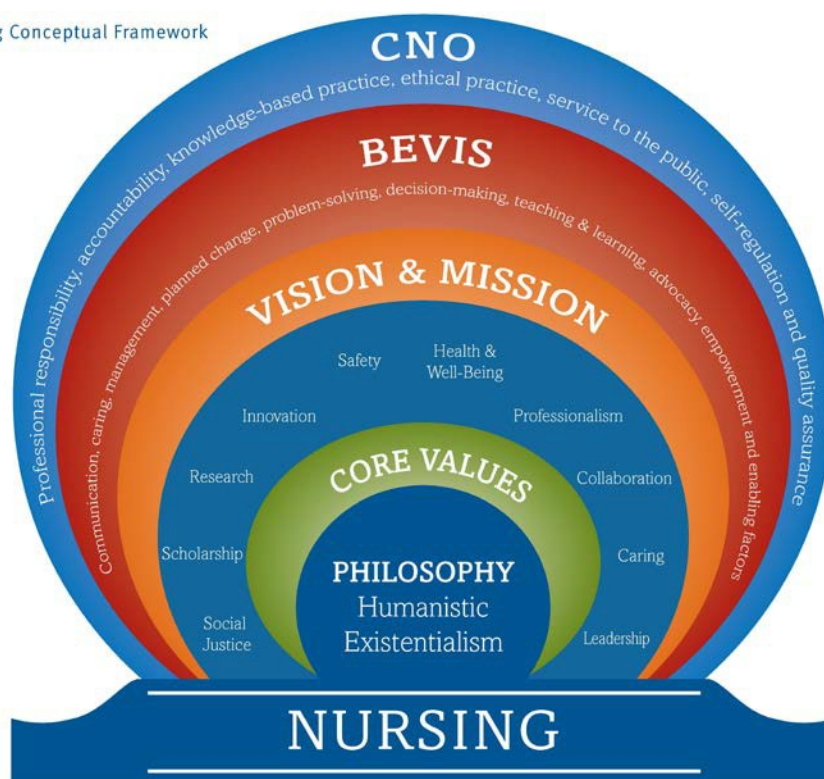 Conceptual Framework
CNO
Professional responsibility, accountability, knowledge-based practice, ethical practice, service to the public, self-regulation and quality assurance
BEVIS
Communication, caring, management, planned change, problem-solving, decision-making, teaching & learning, advocacy, empowerment and enabling factors
VISION & MISSION
Safety
Health &
Well-Being
Innovation
Professionalism
Research
Collaboration
Scholarship
Caring
Social
Justice
Leadership
CORE VALUES
PHILOSOPHY
Humanistic
Existentialism
NURSING